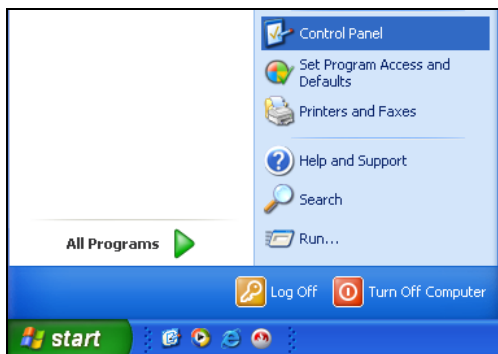 Control Panel
Set Program Access and
Defaults
Printers and Faxes
Help and Support
Search
All Programs
Run...
Log Off
Turn Off Computer
start